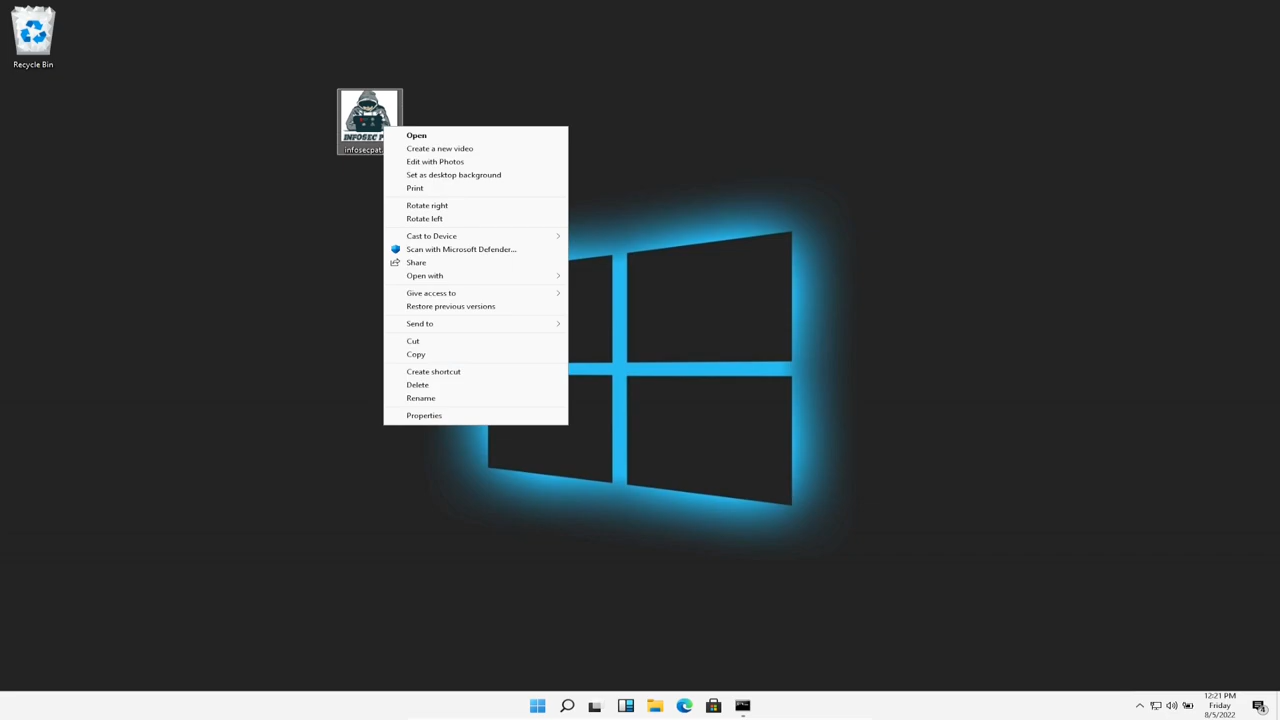 Recycle Bin
INFOSEC P
infosecpat.
Open
Create a new video
Edit with Photos
Set as desktop background
Print
Rotate right
Rotate left
Cast to Device
Scan with Microsoft Defender...
Share
Open with
Give access to
Restore previous versions
Send to
Cut
Copy
Create shortcut
Delete
Rename
Properties
12:21 PM
Friday
8/5/2022
4